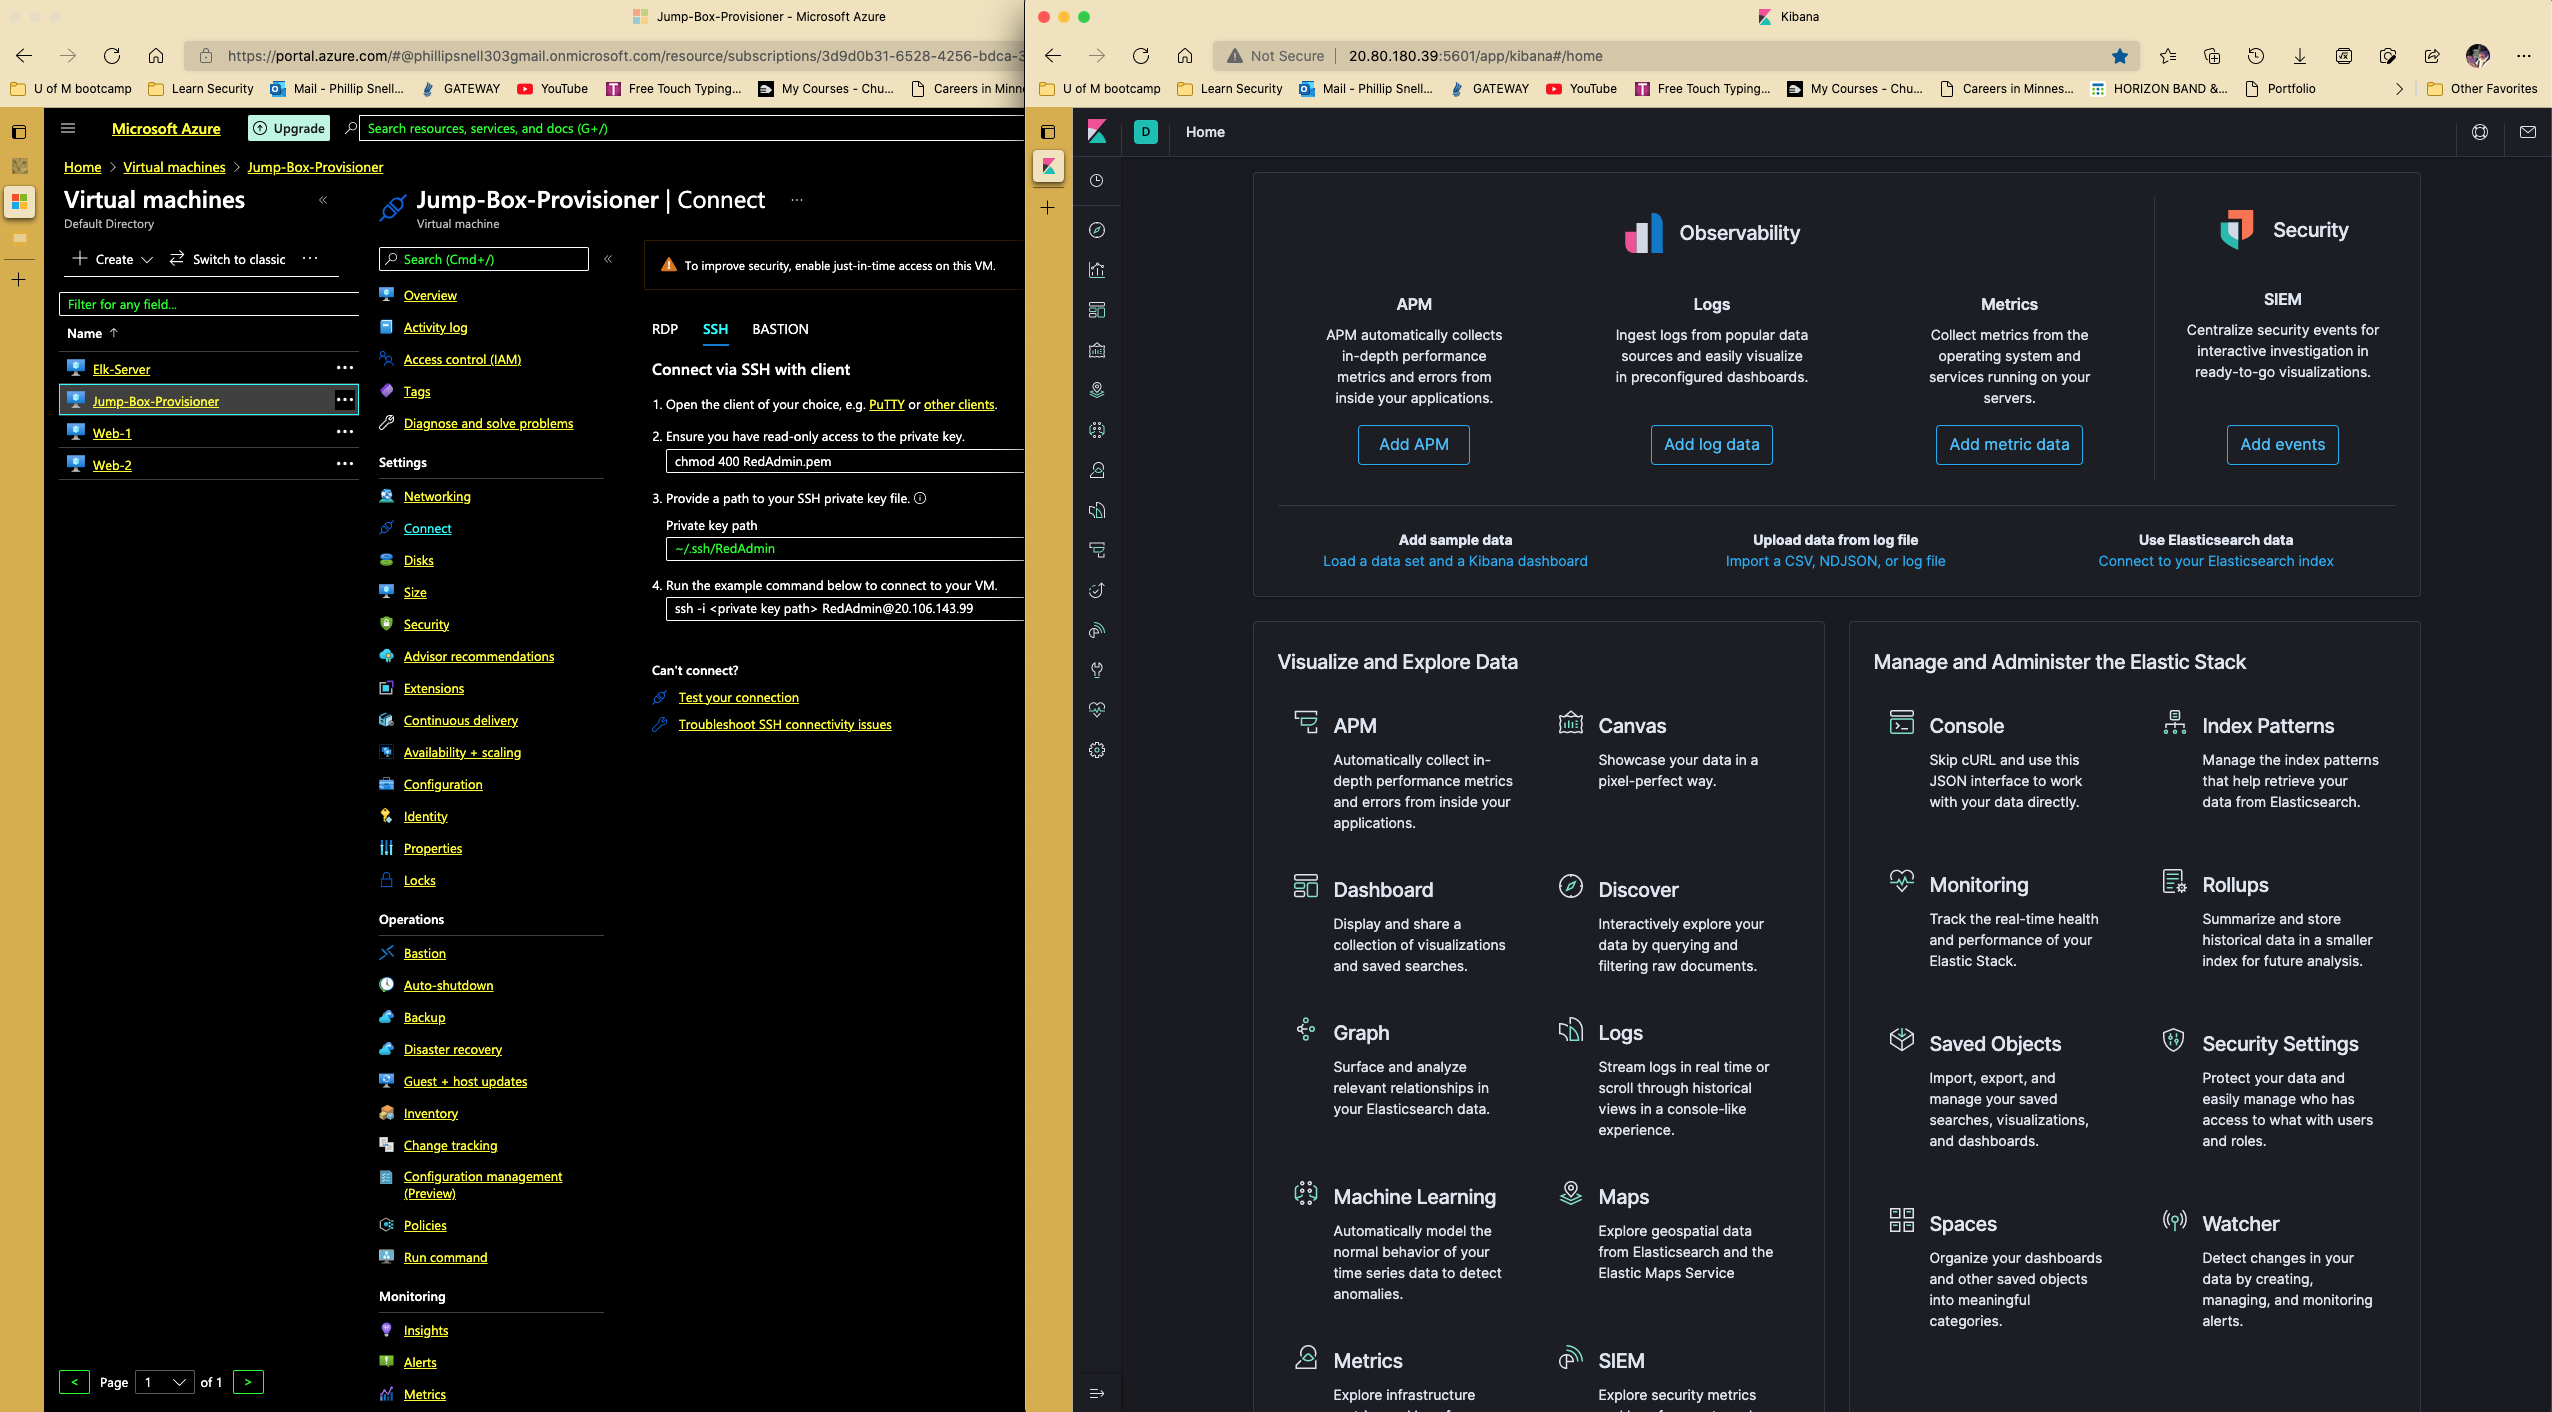 Jump-Box-Provisioner - Microsoft Azure
https://portal.azure.com/#@phillipsnell303gmail.onmicrosoft.com/resource/subscriptions/3d9d0b31-6528-4256-bdca-3
U of M bootcamp
Learn Security
Mail - Phillip Snell...
GATEWAY
YouTube
Free Touch Typing...
My Courses - Chu...
Careers in Minne
Microsoft Azure
Upgrade
Search resources, services, and docs (G+/)
Home > Virtual machines > Jump-Box-Provisioner
Virtual machines
Default Directory
Create
Switch to classic
Filter for any field...
Name ↑
Elk-Server
Jump-Box-Provisioner
Web-1
Web-2
< Page 1 of 1 >
Jump-Box-Provisioner | Connect
Virtual machine
Search (Cmd+/)
Overview
Activity log
Access control (IAM)
Tags
Diagnose and solve problems
Settings
Networking
Connect
Disks
Size
Security
Advisor recommendations
Extensions
Continuous delivery
Availability + scaling
Configuration
Identity
Properties
Locks
Operations
Bastion
Auto-shutdown
Backup
Disaster recovery
Guest + host updates
Inventory
Change tracking
Configuration management
(Preview)
Policies
Run command
Monitoring
Insights
Alerts
Metrics
To improve security, enable just-in-time access on this VM.
RDP SSH BASTION
Connect via SSH with client
1. Open the client of your choice, e.g. PuTTY or other clients.
2. Ensure you have read-only access to the private key.
chmod 400 RedAdmin.pem
3. Provide a path to your SSH private key file.
Private key path
~/.ssh/RedAdmin
4. Run the example command below to connect to your VM.
ssh -i <private key path> RedAdmin@20.106.143.99
Can't connect?
Test your connection
Troubleshoot SSH connectivity issues
Kibana
Not Secure | 20.80.180.39:5601/app/kibana#/home
U of M bootcamp
Learn Security
Mail - Phillip Snell...
GATEWAY
YouTube
Free Touch Typing...
My Courses - Chu...
Careers in Minnes...
HORIZON BAND &...
Portfolio
Other Favorites
D
Home
Observability
Security
APM
APM automatically collects
in-depth performance
metrics and errors from
inside your applications.
Add APM
Logs
Ingest logs from popular data
sources and easily visualize
in preconfigured dashboards.
Add log data
Metrics
Collect metrics from the
operating system and
services running on your
servers.
Add metric data
SIEM
Centralize security events for
interactive investigation in
ready-to-go visualizations.
Add events
Add sample data
Load a data set and a Kibana dashboard
Upload data from log file
Import a CSV, NDJSON, or log file
Use Elasticsearch data
Connect to your Elasticsearch index
Visualize and Explore Data
APM
Automatically collect in-
depth performance metrics
and errors from inside your
applications.
Canvas
Showcase your data in a
pixel-perfect way.
Dashboard
Display and share a
collection of visualizations
and saved searches.
Discover
Interactively explore your
data by querying and
filtering raw documents.
Graph
Surface and analyze
relevant relationships in
your Elasticsearch data.
Logs
Stream logs in real time or
scroll through historical
views in a console-like
experience.
Machine Learning
Automatically model the
normal behavior of your
time series data to detect
anomalies.
Maps
Explore geospatial data
from Elasticsearch and the
Elastic Maps Service
Metrics
Explore infrastructure
SIEM
Explore security metrics
Manage and Administer the Elastic Stack
Console
Skip cURL and use this
JSON interface to work
with your data directly.
Index Patterns
Manage the index patterns
that help retrieve your
data from Elasticsearch.
Monitoring
Track the real-time health
and performance of your
Elastic Stack.
Rollups
Summarize and store
historical data in a smaller
index for future analysis.
Saved Objects
Import, export, and
manage your saved
searches, visualizations,
and dashboards.
Security Settings
Protect your data and
easily manage who has
access to what with users
and roles.
Spaces
Organize your dashboards
and other saved objects
into meaningful
categories.
Watcher
Detect changes in your
data by creating,
managing, and monitoring
alerts.